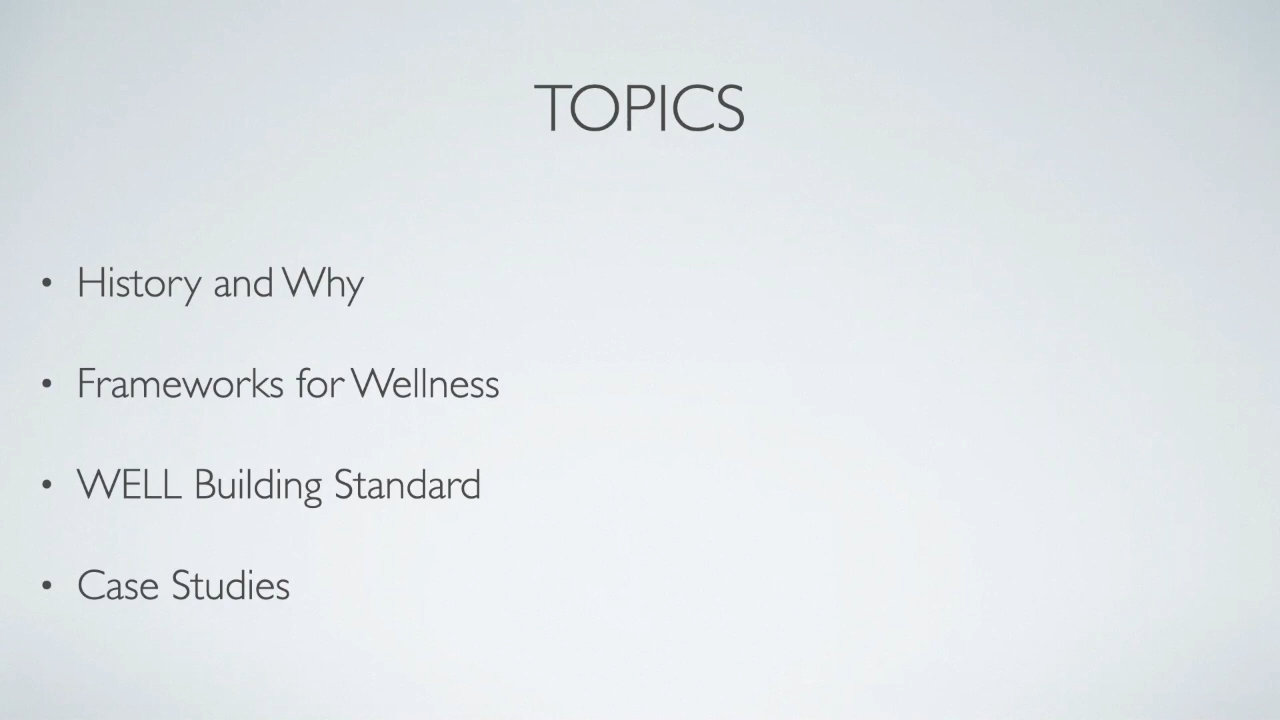 TOPICS
• History and Why
• Frameworks for Wellness
• WELL Building Standard
• Case Studies